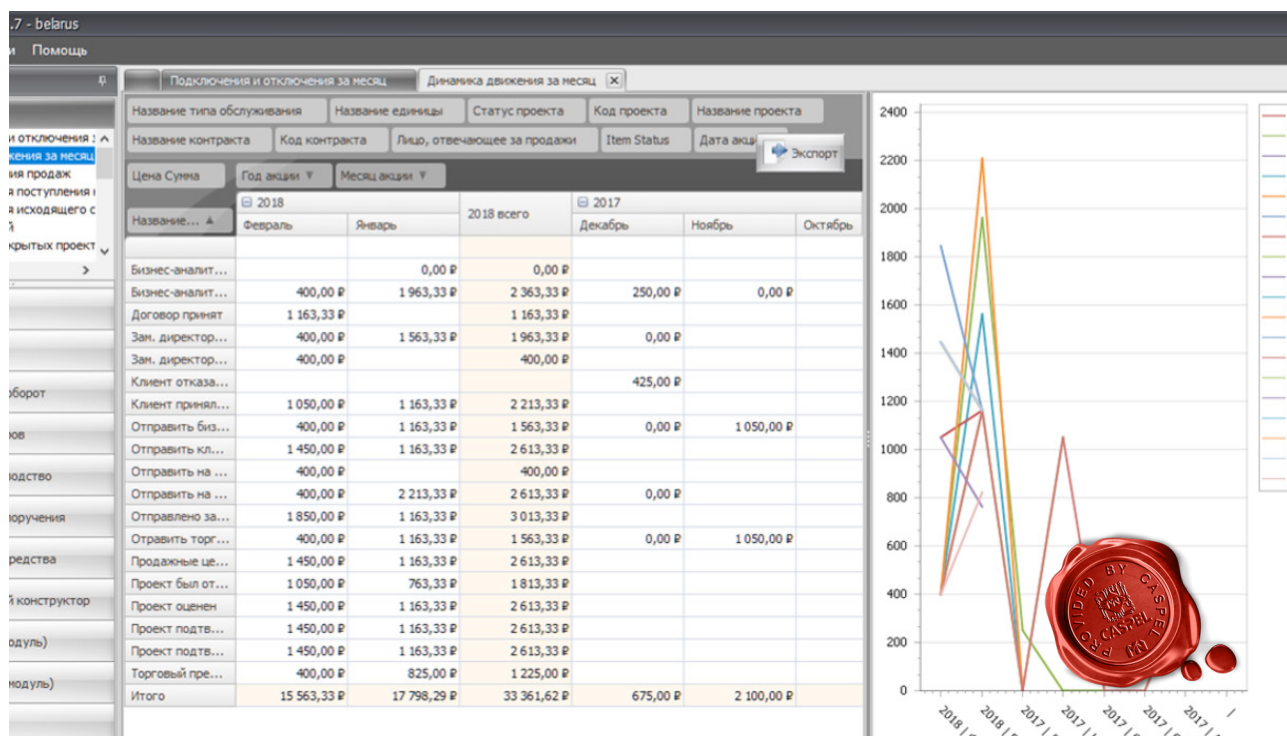 .7 - belarus
и Помощь
Подключения и отключения за месяц Динамика движения за месяц
Название типа обслуживания Название единицы Статус проекта Код проекта Название проекта
и отключения з
жения за месяц
Название контракта Код контракта Лицо, отвечающее за продажи Item Status Дата акц
Экспорт
ия продаж
я поступления н
я исходящего с
й
крытых проект
Цена Сумма Год акции Месяц акции
Название...
2018 2018 всего 2017
Февраль Январь Декабрь Ноябрь Октябрь
Бизнес-аналит... 0,00 ₽ 0,00 ₽
Бизнес-аналит... 400,00 ₽ 1 963,33 ₽ 2 363,33 ₽ 250,00 ₽ 0,00 ₽
Договор принят 1 163,33 ₽ 1 163,33 ₽
Зам. директор... 400,00 ₽ 1 563,33 ₽ 1 963,33 ₽ 0,00 ₽
Зам. директор... 400,00 ₽ 400,00 ₽
Клиент отказа... 425,00 ₽
Клиент принял... 1 050,00 ₽ 1 163,33 ₽ 2 213,33 ₽
Отправить биз... 400,00 ₽ 1 163,33 ₽ 1 563,33 ₽ 0,00 ₽ 1 050,00 ₽
Отправить кл... 1 450,00 ₽ 1 163,33 ₽ 2 613,33 ₽
Отправить на ... 400,00 ₽ 400,00 ₽
Отправить на ... 400,00 ₽ 2 213,33 ₽ 2 613,33 ₽ 0,00 ₽
Отправлено за... 1 850,00 ₽ 1 163,33 ₽ 3 013,33 ₽
Отравить торг... 400,00 ₽ 1 163,33 ₽ 1 563,33 ₽ 0,00 ₽ 1 050,00 ₽
Продажные це... 1 450,00 ₽ 1 163,33 ₽ 2 613,33 ₽
Проект был от... 1 050,00 ₽ 763,33 ₽ 1 813,33 ₽
Проект оценен 1 450,00 ₽ 1 163,33 ₽ 2 613,33 ₽
Проект подтв... 1 450,00 ₽ 1 163,33 ₽ 2 613,33 ₽
Проект подтв... 1 450,00 ₽ 1 163,33 ₽ 2 613,33 ₽
Торговый пре... 400,00 ₽ 825,00 ₽ 1 225,00 ₽
Итого 15 563,33 ₽ 17 798,29 ₽ 33 361,62 ₽ 675,00 ₽ 2 100,00 ₽
оборот
ров
водство
поручения
редства
й конструктор
одуль)
модуль)
2400
2200
2000
1800
1600
1400
1200
1000
800
600
400
200
0
2018 | 2018 | 2017 | 2017 | 2017 | 2017 | 2017 |
PROVIDED BY CASPEL
CASPEL